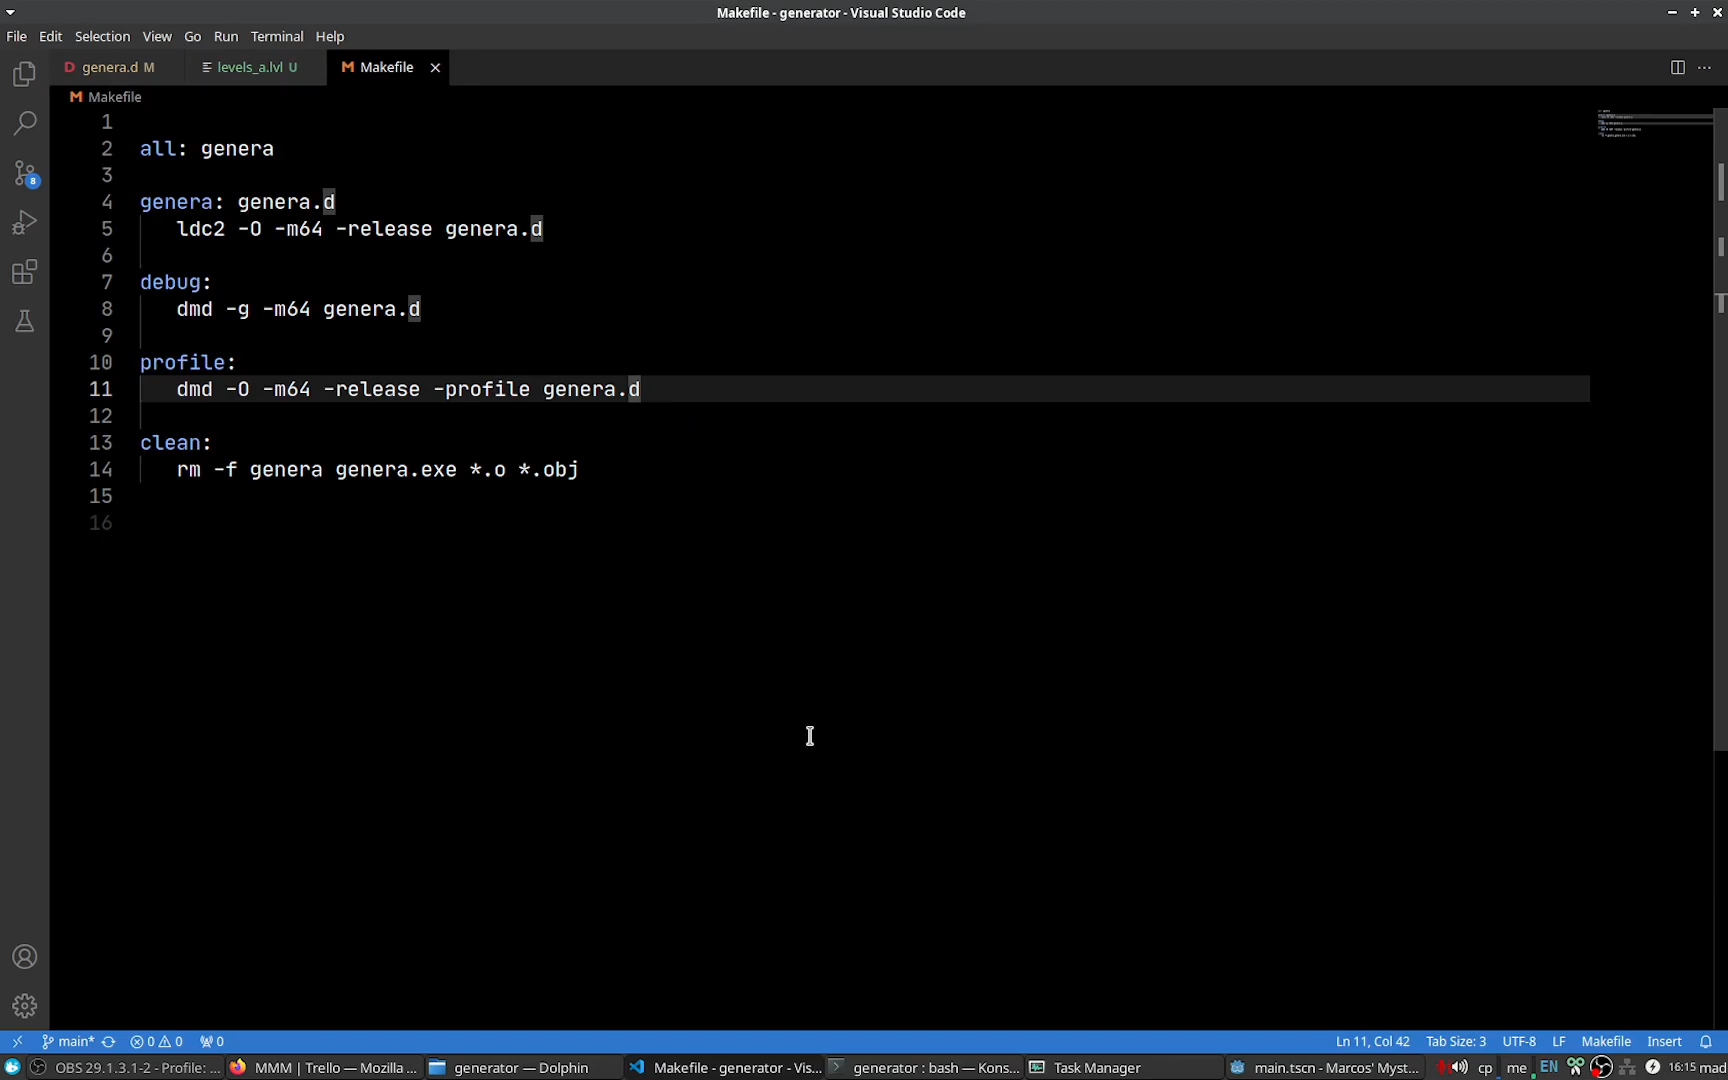 Makefile - generator - Visual Studio Code
File Edit Selection View Go Run Terminal Help
D genera.d M levels_a.lvl U M Makefile
M Makefile
1
2 all: genera
3
4 genera: genera.d
5 ldc2 -O -m64 -release genera.d
6
7 debug:
8 dmd -g -m64 genera.d
9
10 profile:
11 dmd -O -m64 -release -profile genera.d
12
13 clean:
14 rm -f genera genera.exe *.o *.obj
15
16
8
main* 0 0 0 Ln 11, Col 42 Tab Size: 3 UTF-8 LF Makefile Insert
OBS 29.1.3.1-2 - Profile: ... MMM | Trello — Mozilla ... generator — Dolphin Makefile - generator - Vis... generator : bash — Kons... Task Manager main.tscn - Marcos' Myst... cp me EN 16:15 mad